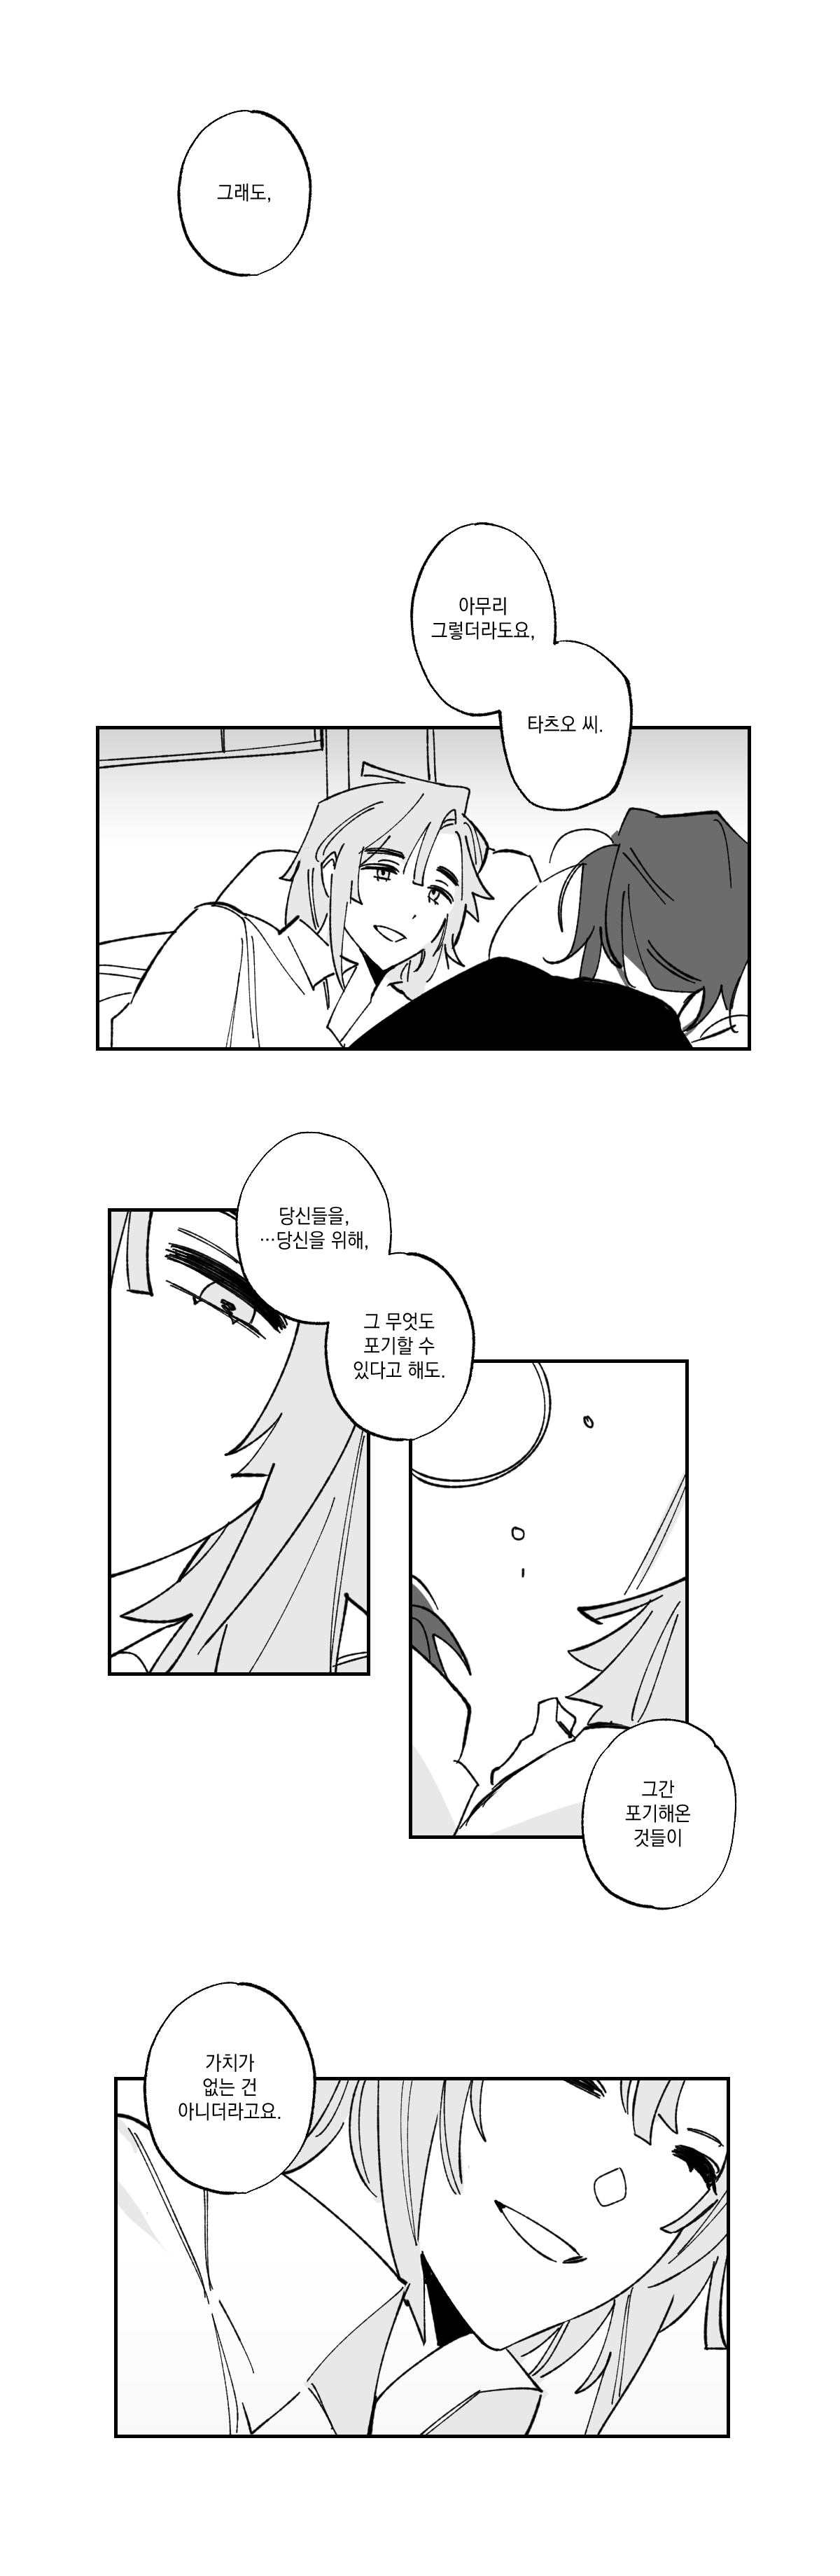 그래도,
아무리
그렇더라도요,
타츠오 씨.
당신들을,
…당신을 위해,
그 무엇도
포기할 수
있다고 해도.
그간
포기해온
것들이
가치가
없는 건
아니더라고요.